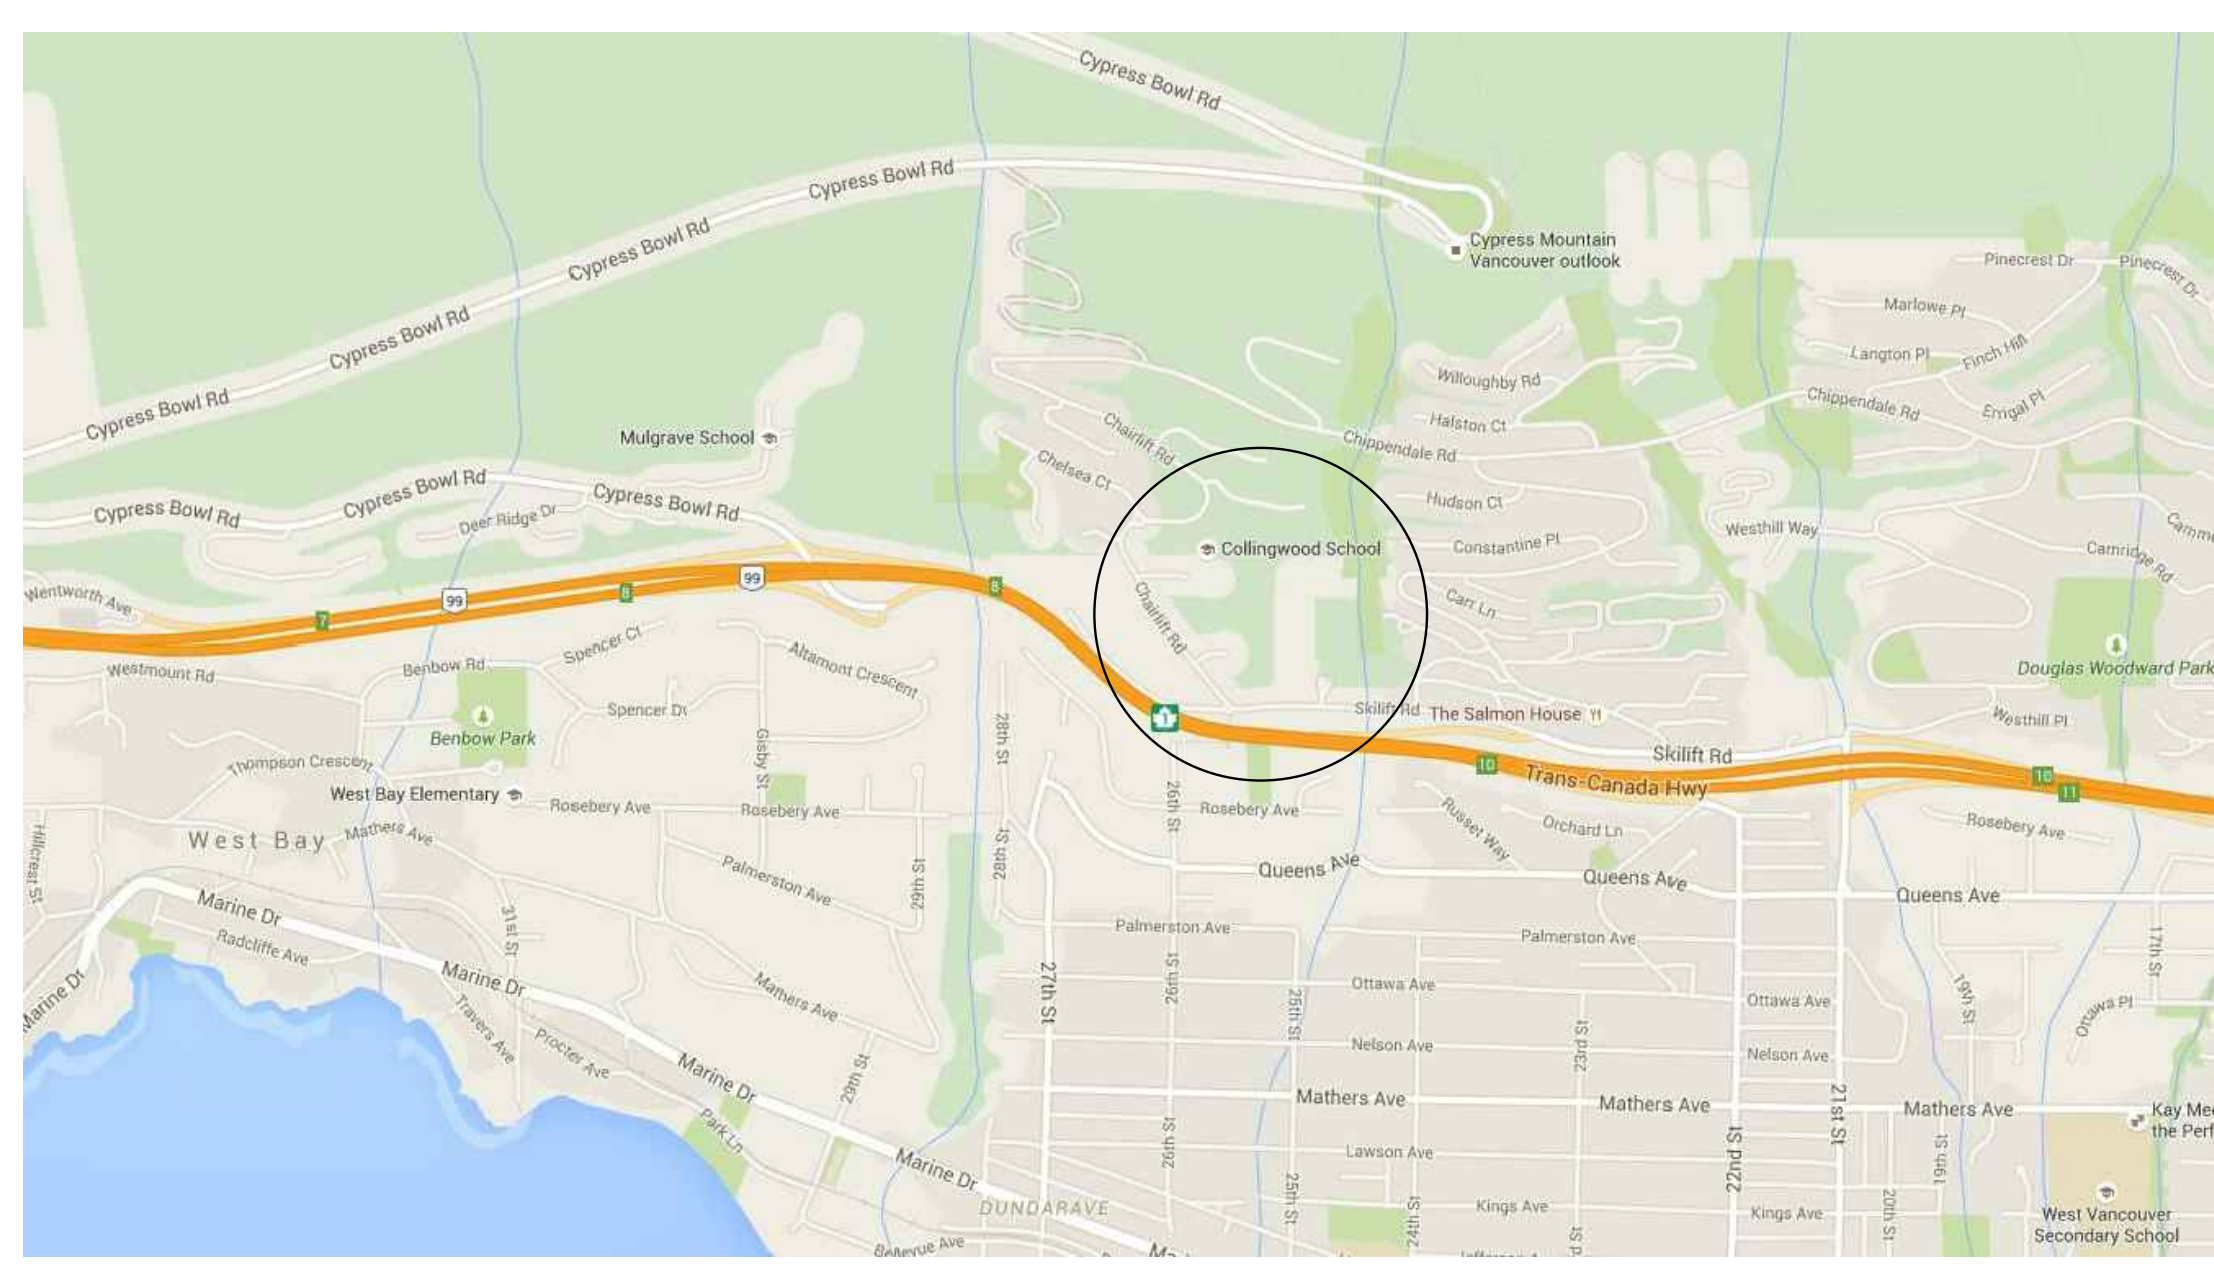 Cypress Bowl Rd
Cypress Bowl Rd
Cypress Bowl Rd
Cypress Bowl Rd
Cypress Bowl Rd
Cypress Mountain
Vancouver outlook
Pinecrest Dr
Pinecrest Dr
Marlowe Pl
Langton Pl
Finch Hill
Willoughby Rd
Chippendale Rd
Errigal Pl
Halston Ct
Chairlift Rd
Mulgrave School
Chippendale Rd
Chelsea Ct
Cypress Bowl Rd
Cypress Bowl Rd
Cypress Bowl Rd
Deer Ridge Dr
Hudson Ct
Westhill Way
Constantine Pl
Collingwood School
Camridge Rd
99
99
8
8
7
Wentworth Ave
Chairlift Rd
Carr Ln
Spencer Ct
Altamont Crescent
Westmount Rd
Benbow Rd
Douglas Woodward Park
Spencer Dr
1
Skilift Rd
The Salmon House
Westhill Pl
Benbow Park
28th St
Gisby St
Skilift Rd
Thompson Crescent
10
Trans-Canada Hwy
10
11
West Bay Elementary
Rosebery Ave
Rosebery Ave
26th St
Rosebery Ave
Russet Way
Orchard Ln
Rosebery Ave
West Bay
Mathers Ave
Hillcrest St
28th St
Queens Ave
Queens Ave
Queens Ave
Palmerston Ave
29th St
Marine Dr
Radcliffe Ave
31st St
Palmerston Ave
Palmerston Ave
17th St
Marine Dr
Marine Dr
Mathers Ave
27th St
26th St
25th St
Ottawa Ave
Ottawa Ave
19th St
Ottawa Pl
Travers Ave
Procter Ave
Nelson Ave
23rd St
Nelson Ave
Marine Dr
29th St
Mathers Ave
Mathers Ave
21st St
Mathers Ave
Kay Mee
the Perf
Park Ln
26th St
Lawson Ave
22nd St
19th St
Marine Dr
DUNDARAVE
25th St
24th St
Kings Ave
Kings Ave
20th St
West Vancouver
Secondary School
Bellevue Ave